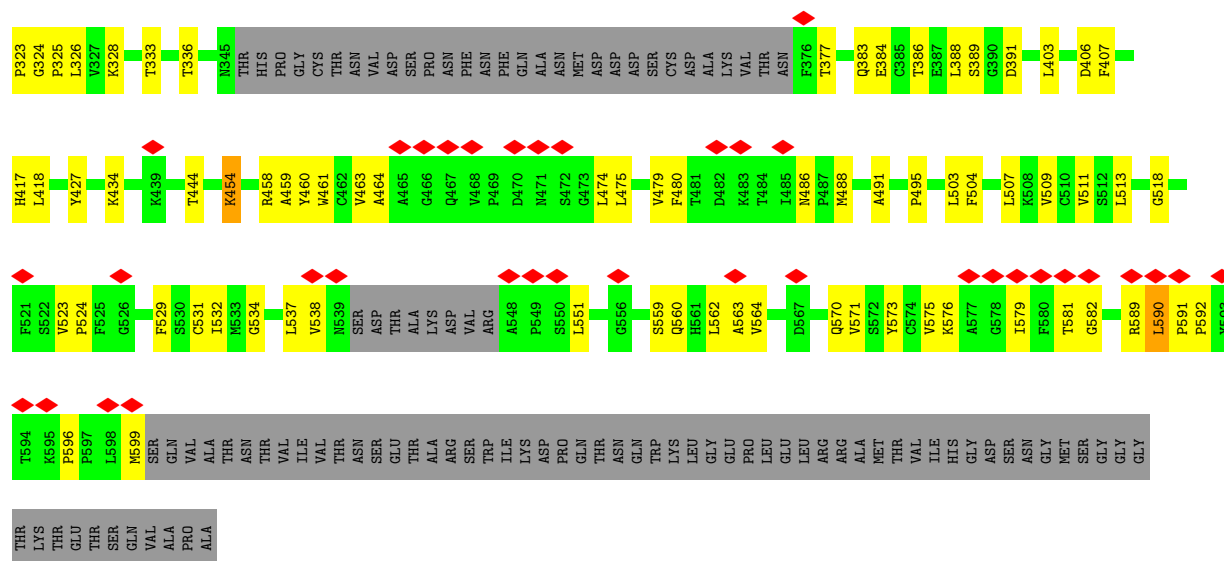 P323 G324 P325 L326 V327 K328 T333 T336 N345 THR HIS PRO GLY CYS THR ASN VAL ASP SER PRO ASN PHE ASN PHE GLN ALA ASN MET ASP ASP ASP SER CYS ASP ALA LYS VAL THR ASN F376 T377 Q383 E384 C385 T386 E387 L388 S389 G390 D391 L403 D406 F407
H417 L418 Y427 K434 K439 T444 K454 R458 A459 Y460 W461 C462 V463 A464 A465 G466 Q467 V468 P469 D470 N471 S472 G473 L474 L475 V479 F480 T481 D482 K483 T484 I485 N486 P487 M488 A491 P495 L503 F504 L507 K508 V509 C510 V511 S512 L513 G518
F521 S522 V523 P524 F525 G526 F529 S530 C531 I532 M533 G534 L537 V538 N539 SER ASP THR ALA LYS ASP VAL ARG A548 P549 S550 L551 G556 S559 Q560 H561 L562 A563 V564 D567 Q570 V571 S572 Y573 C574 V575 K576 A577 G578 I579 F580 T581 G582 R589 L590 P591 P592
T594 K595 P596 P597 L598 M599 SER GLN VAL ALA THR ASN THR VAL ILE VAL THR ASN SER GLU THR ALA ARG SER TRP ILE LYS ASP PRO GLN THR ASN GLN TRP LYS LEU GLY GLU PRO LEU GLU LEU ARG ARG ALA MET THR VAL ILE HIS GLY ASP SER ASN GLY MET SER GLY GLY GLY
THR LYS THR GLU THR SER GLN VAL ALA PRO ALA